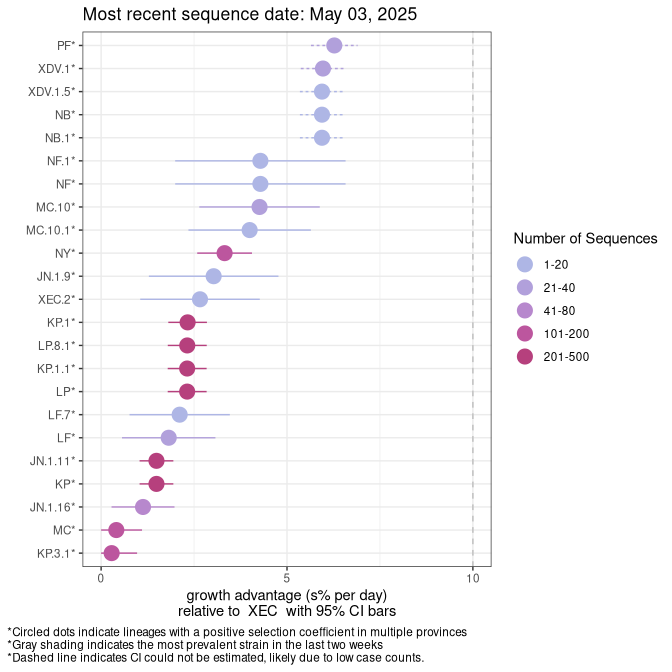 Most recent sequence date: May 03, 2025
PF*
XDV.1*
XDV.1.5*
NB*
NB.1*
NF.1*
NF*
MC.10*
MC.10.1*
NY*
JN.1.9*
XEC.2*
KP.1*
LP.8.1*
KP.1.1*
LP*
LF.7*
LF*
JN.1.11*
KP*
JN.1.16*
MC*
KP.3.1*
0 5 10
growth advantage (s% per day)
relative to XEC with 95% CI bars
Number of Sequences
1-20
21-40
41-80
101-200
201-500
*Circled dots indicate lineages with a positive selection coefficient in multiple provinces
*Gray shading indicates the most prevalent strain in the last two weeks
*Dashed line indicates CI could not be estimated, likely due to low case counts.